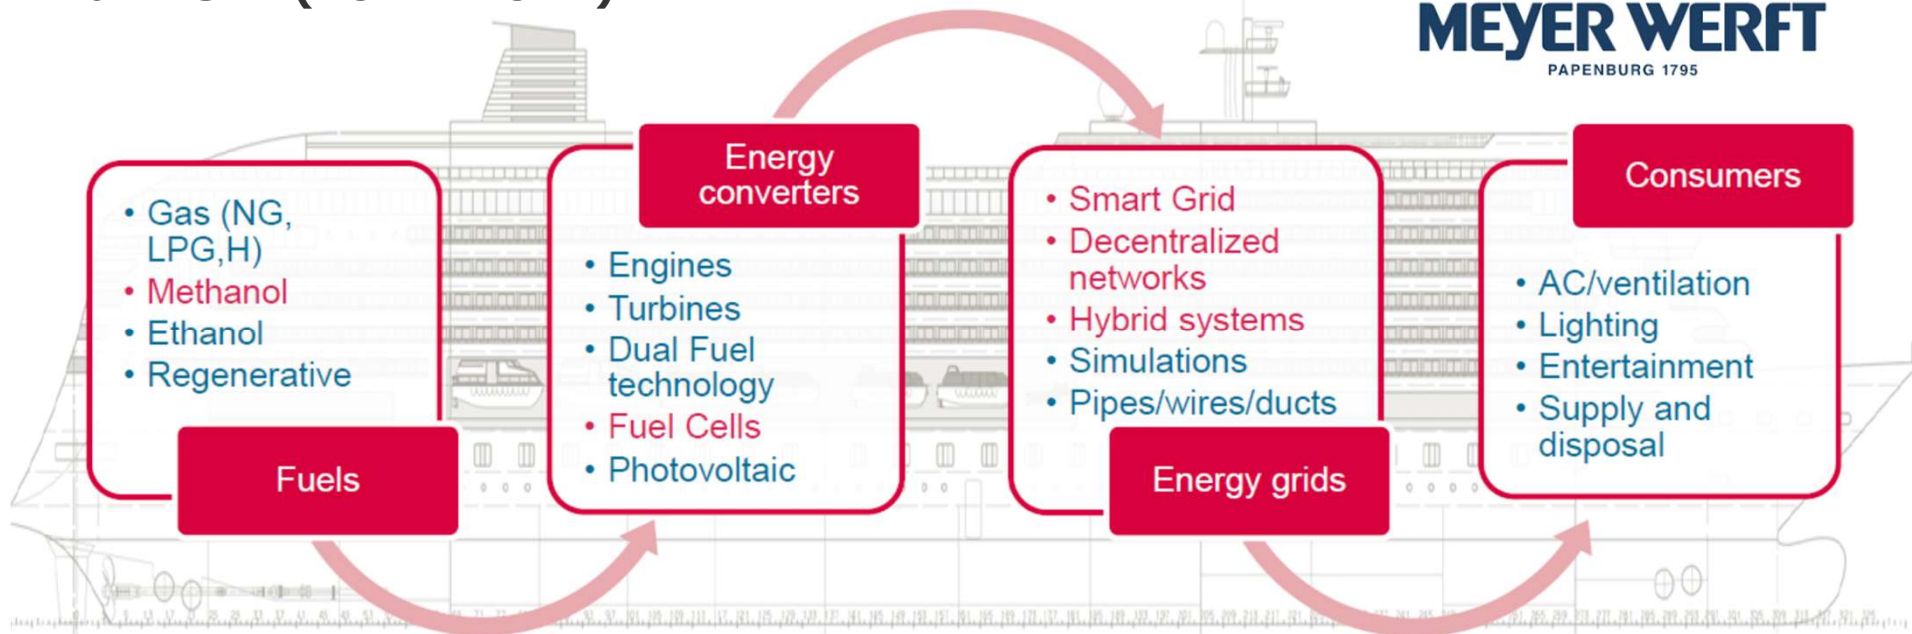 MEYER WERFT
PAPENBURG 1795
• Gas (NG,
LPG,H)
• Methanol
• Ethanol
• Regenerative
Fuels
Energy
converters
• Engines
• Turbines
• Dual Fuel
technology
• Fuel Cells
• Photovoltaic
• Smart Grid
• Decentralized
networks
• Hybrid systems
• Simulations
• Pipes/wires/ducts
Energy grids
Consumers
• AC/ventilation
• Lighting
• Entertainment
• Supply and
disposal